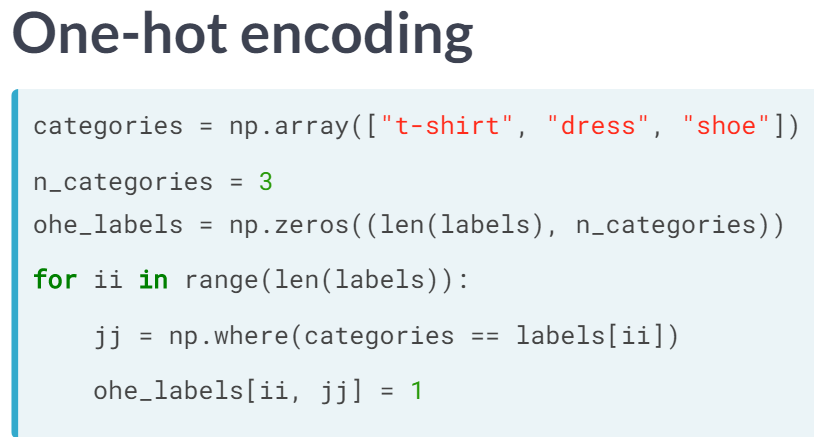 One-hot encoding
categories = np.array(["t-shirt", "dress", "shoe"])
n_categories = 3
ohe_labels = np.zeros((len(labels), n_categories))
for ii in range(len(labels)):
    jj = np.where(categories == labels[ii])
    ohe_labels[ii, jj] = 1